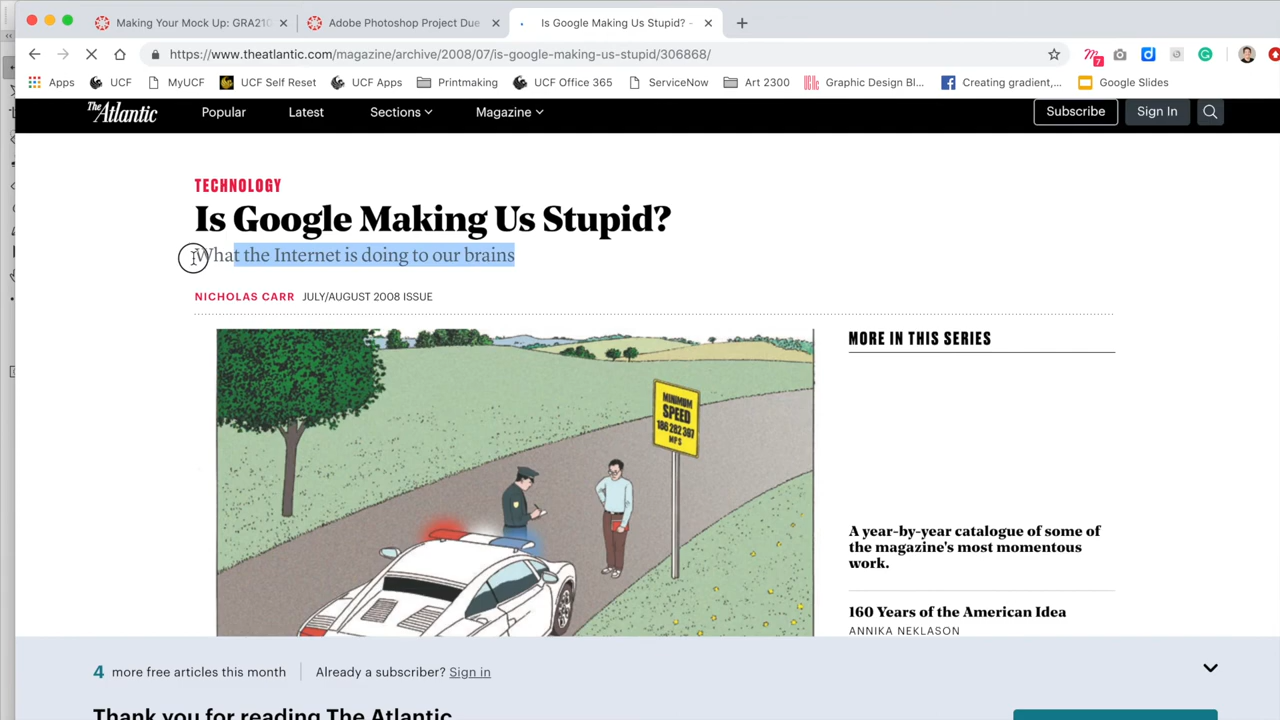 Making Your Mock Up: GRA210
Adobe Photoshop Project Due
Is Google Making Us Stupid? -
https://www.theatlantic.com/magazine/archive/2008/07/is-google-making-us-stupid/306868/
7
Apps
UCF
MyUCF
UCF Self Reset
UCF Apps
Printmaking
UCF Office 365
ServiceNow
Art 2300
Graphic Design Bl...
Creating gradient,...
Google Slides
The Atlantic
Popular
Latest
Sections
Magazine
Subscribe
Sign In
TECHNOLOGY
Is Google Making Us Stupid?
What the Internet is doing to our brains
NICHOLAS CARR JULY/AUGUST 2008 ISSUE
MORE IN THIS SERIES
MINIMUM
SPEED
186 282 397
MPS
A year-by-year catalogue of some of
the magazine's most momentous
work.
160 Years of the American Idea
ANNIKA NEKLASON
4 more free articles this month
Already a subscriber? Sign in
Thank you for reading The Atlantic